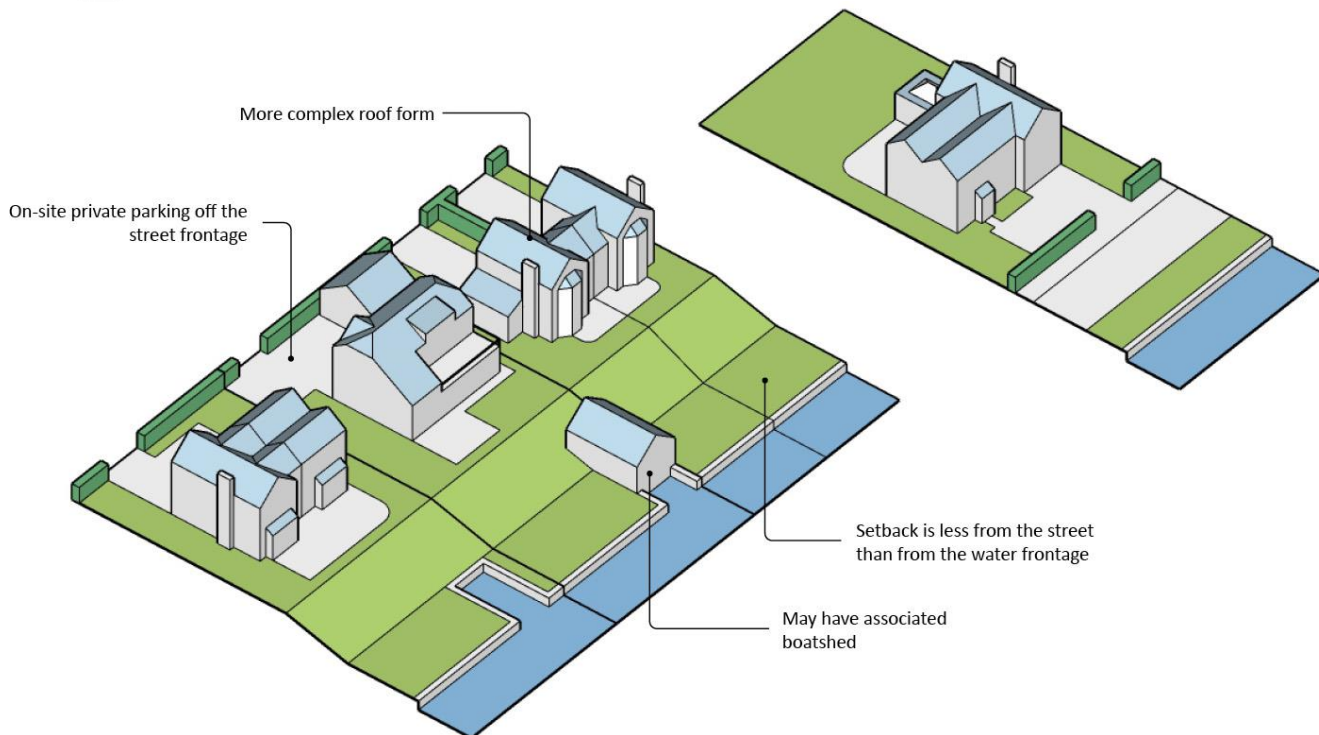 More complex roof form
On-site private parking off the
street frontage
Setback is less from the street
than from the water frontage
May have associated
boatshed